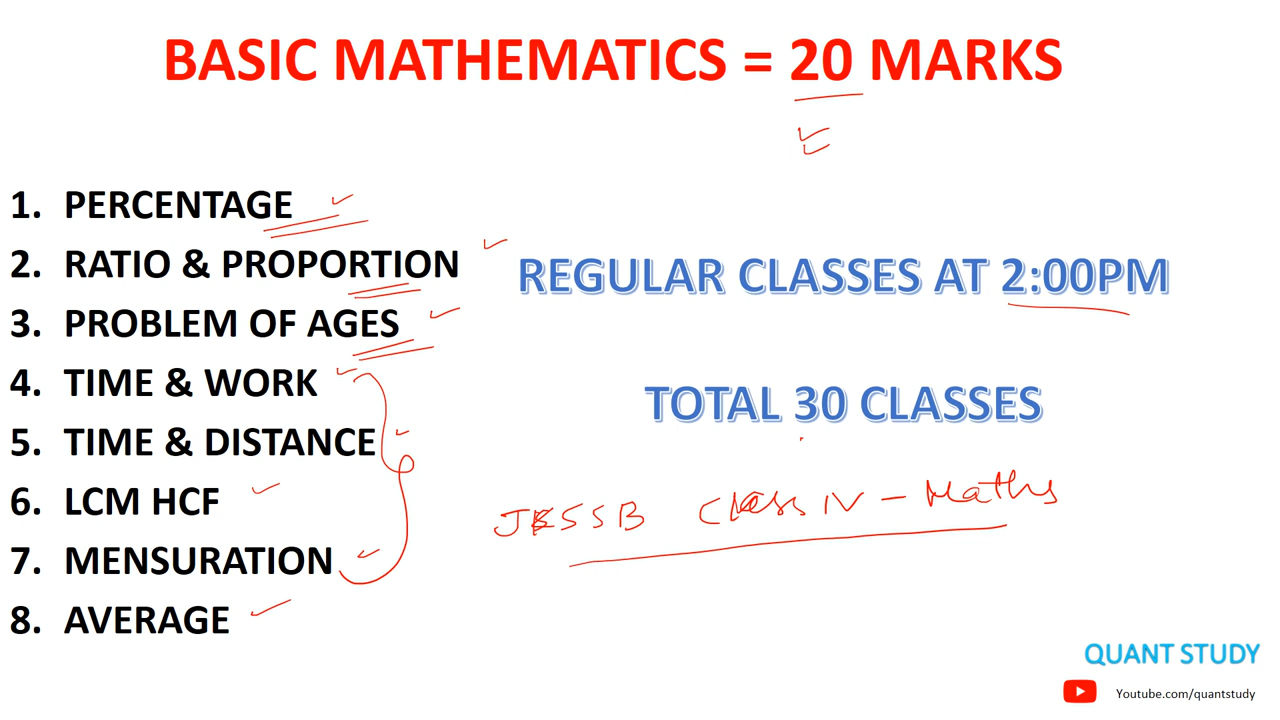 BASIC MATHEMATICS = 20 MARKS
1. PERCENTAGE
2. RATIO & PROPORTION
3. PROBLEM OF AGES
4. TIME & WORK
5. TIME & DISTANCE
6. LCM HCF
7. MENSURATION
8. AVERAGE
REGULAR CLASSES AT 2:00PM
TOTAL 30 CLASSES
JKSSB Class IV - Maths
QUANT STUDY
Youtube.com/quantstudy